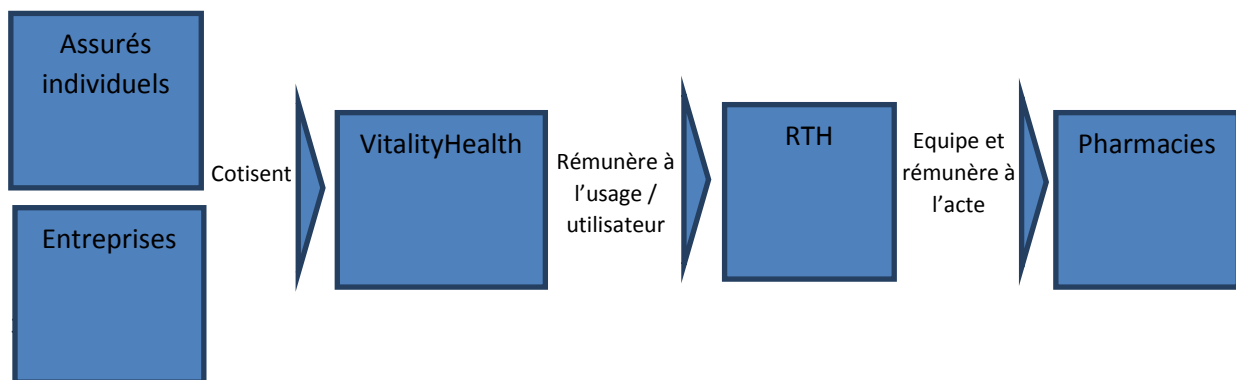 Assurés
individuels
Entreprises
Cotisent
VitalityHealth
Rémunère à
l’usage /
utilisateur
RTH
Equipe et
rémunère à
l’acte
Pharmacies